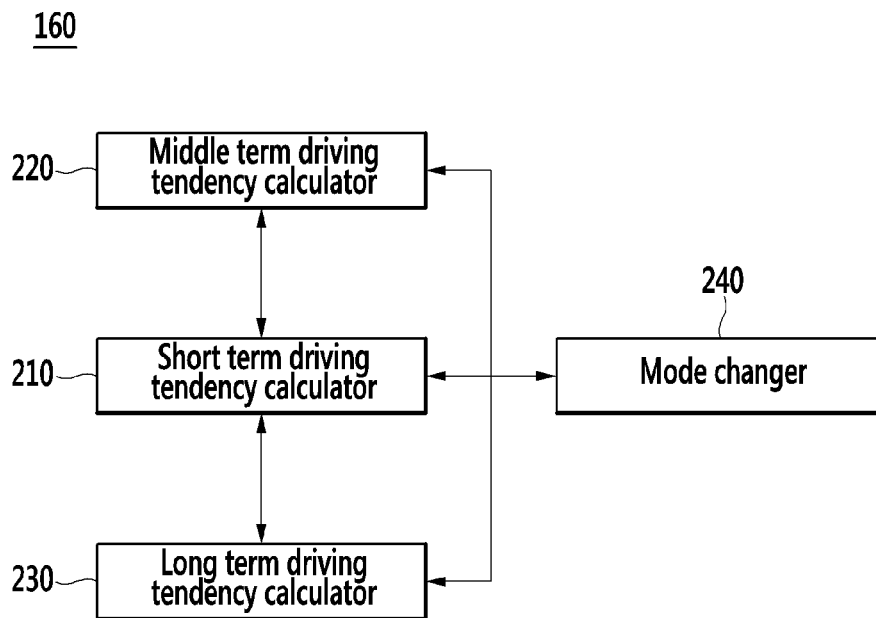 160
220
Middle term driving
tendency calculator
240
210
Short term driving
tendency calculator
Mode changer
230
Long term driving
tendency calculator